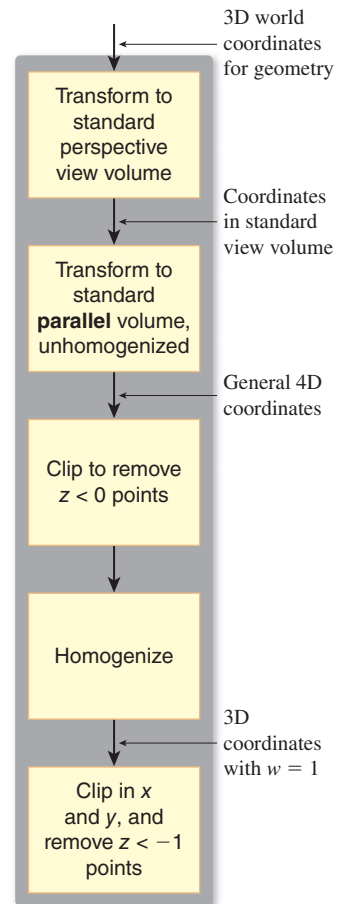 3D world
coordinates
for geometry
Transform to
standard
perspective
view volume
Coordinates
in standard
view volume
Transform to
standard
parallel volume,
unhomogenized
General 4D
coordinates
Clip to remove
z < 0 points
Homogenize
3D
coordinates
with w = 1
Clip in x
and y, and
remove z < −1
points